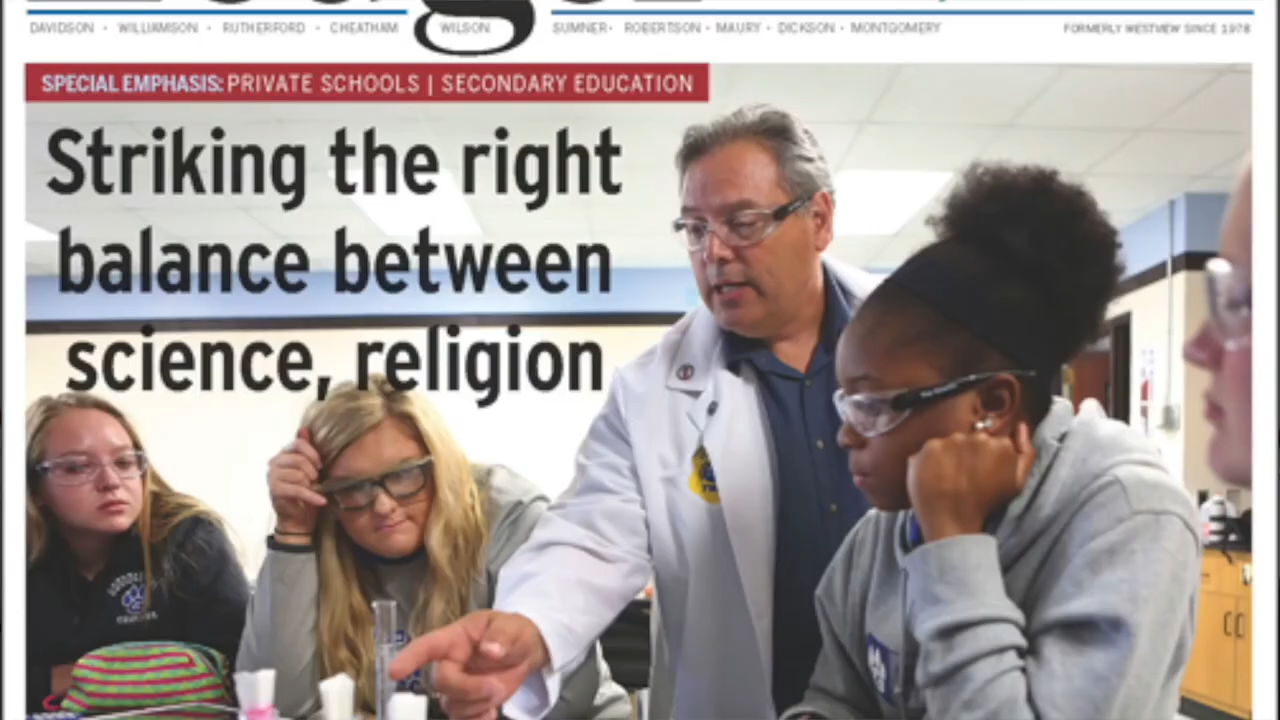 DAVIDSON · WILLIAMSON · RUTHERFORD · CHEATHAM WILSON SUMNER · ROBERTSON · MAURY · DICKSON · MONTGOMERY FORMERLY WESTVIEW SINCE 1978
SPECIAL EMPHASIS: PRIVATE SCHOOLS | SECONDARY EDUCATION
Striking the right
balance between
science, religion